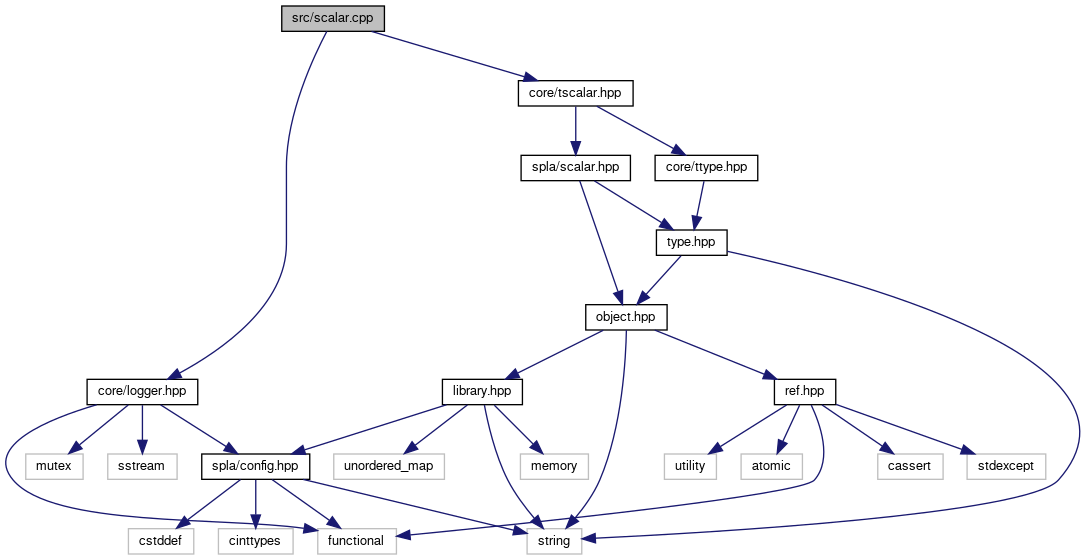 src/scalar.cpp
core/tscalar.hpp
spla/scalar.hpp
core/ttype.hpp
type.hpp
object.hpp
core/logger.hpp
library.hpp
ref.hpp
mutex
sstream
spla/config.hpp
unordered_map
memory
utility
atomic
cassert
stdexcept
cstddef
cinttypes
functional
string